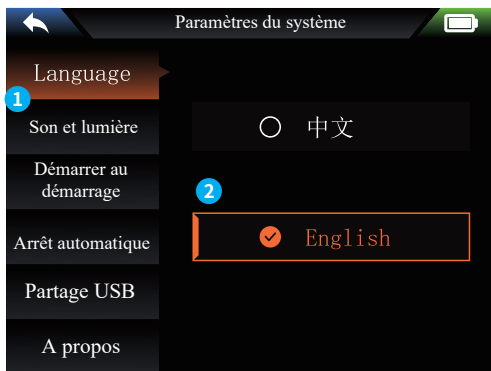 Paramètres du système
Language
1
Son et lumière
Démarrer au
démarrage
Arrêt automatique
Partage USB
A propos
中文
2
English